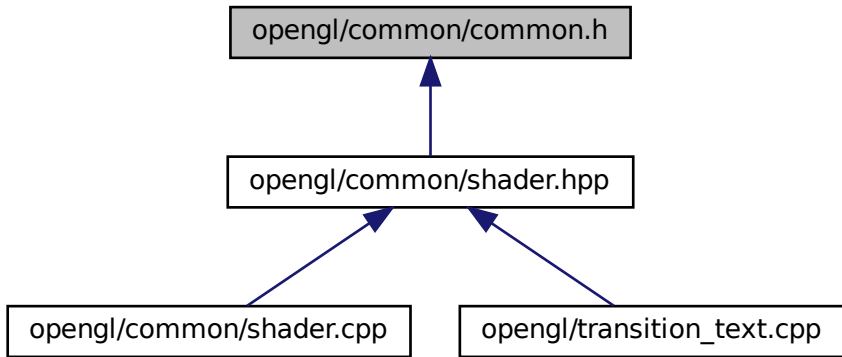 opengl/common/common.h
opengl/common/shader.hpp
opengl/common/shader.cpp
opengl/transition_text.cpp